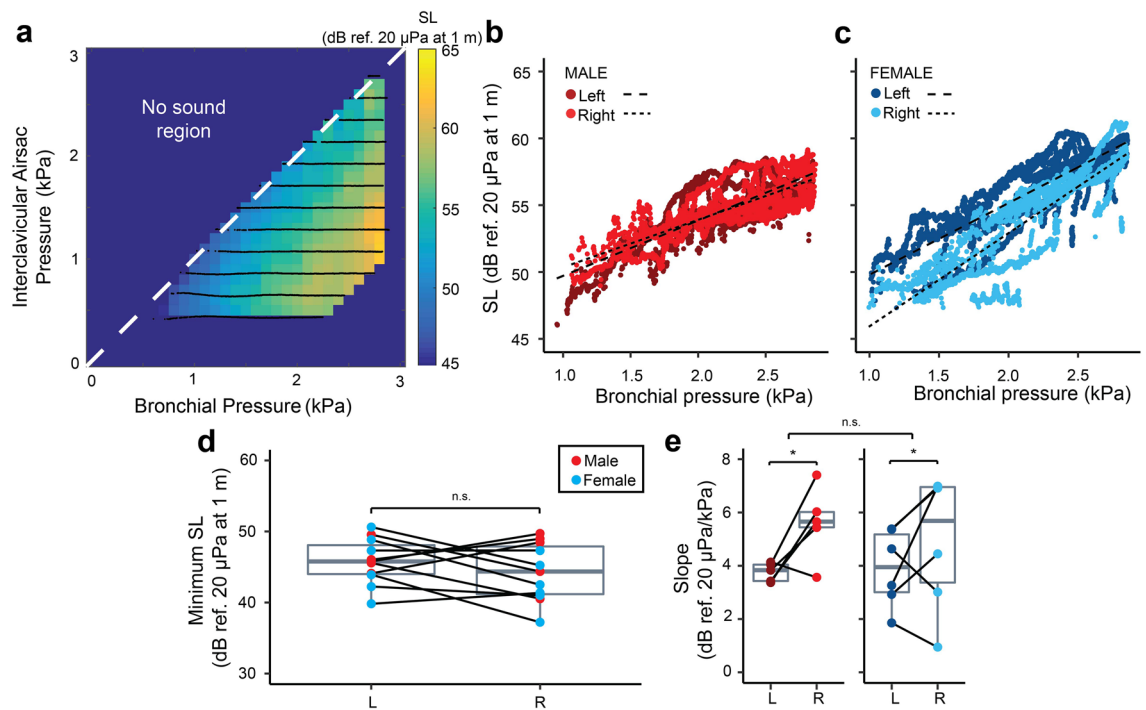 a
SL
(dB ref. 20 µPa at 1 m)
3
2
1
0
Interclavicular Airsac
Pressure (kPa)
No sound
region
0
1
2
3
Bronchial Pressure (kPa)
65
60
55
50
45
b
65
60
55
50
45
SL (dB ref. 20 µPa at 1 m)
MALE
Left
Right
1.0
1.5
2.0
2.5
Bronchial pressure (kPa)
c
FEMALE
Left
Right
1.0
1.5
2.0
2.5
Bronchial pressure (kPa)
d
60
50
40
30
Minimum SL
(dB ref. 20 µPa at 1 m)
n.s.
Male
Female
L
R
e
n.s.
8
6
4
2
0
Slope
(dB ref. 20 µPa/kPa)
*
*
L
R
L
R